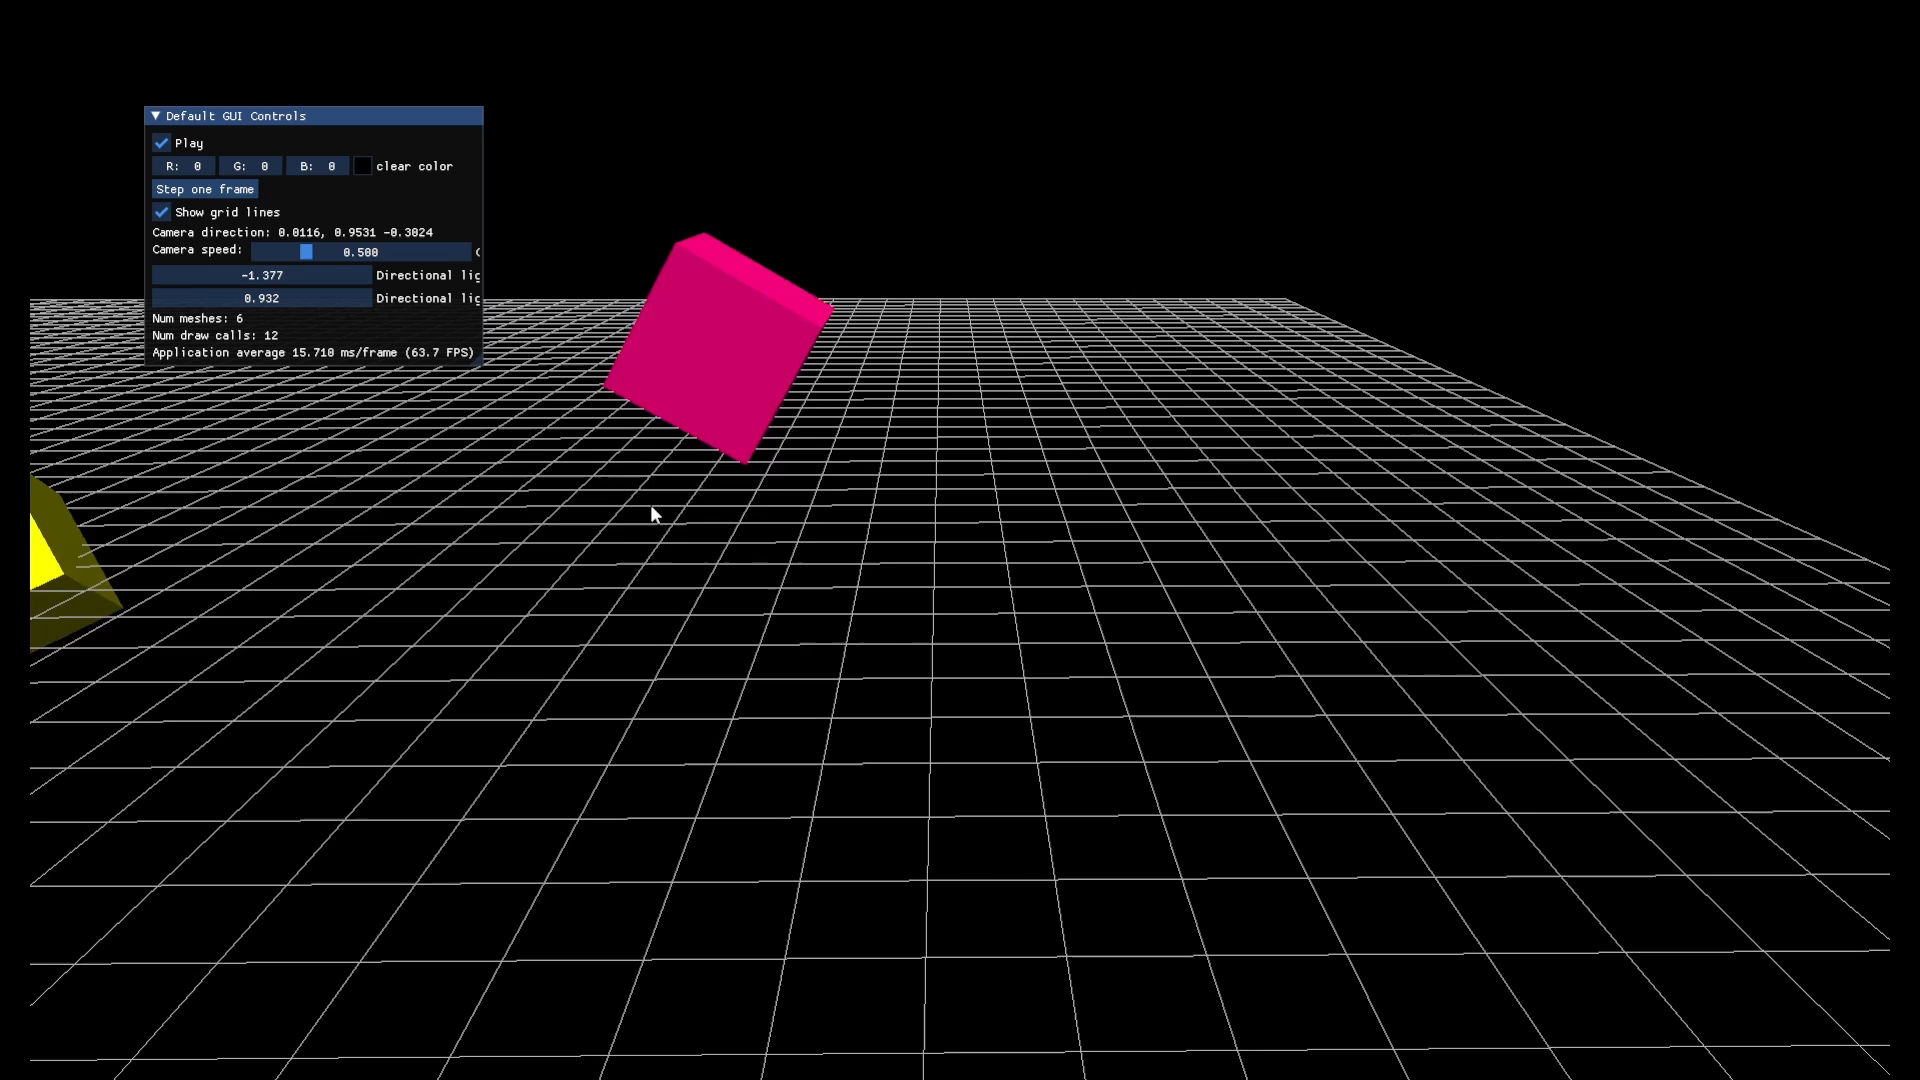 Default GUI Controls
Play
R: 0 G: 0 B: 0 clear color
Step one frame
Show grid lines
Camera direction: 0.0116, 0.9531 -0.3024
Camera speed: 0.500
-1.377 Directional
0.932 Directional
Num meshes: 6
Num draw calls: 12
Application average 15.710 ms/frame (63.7 FPS)